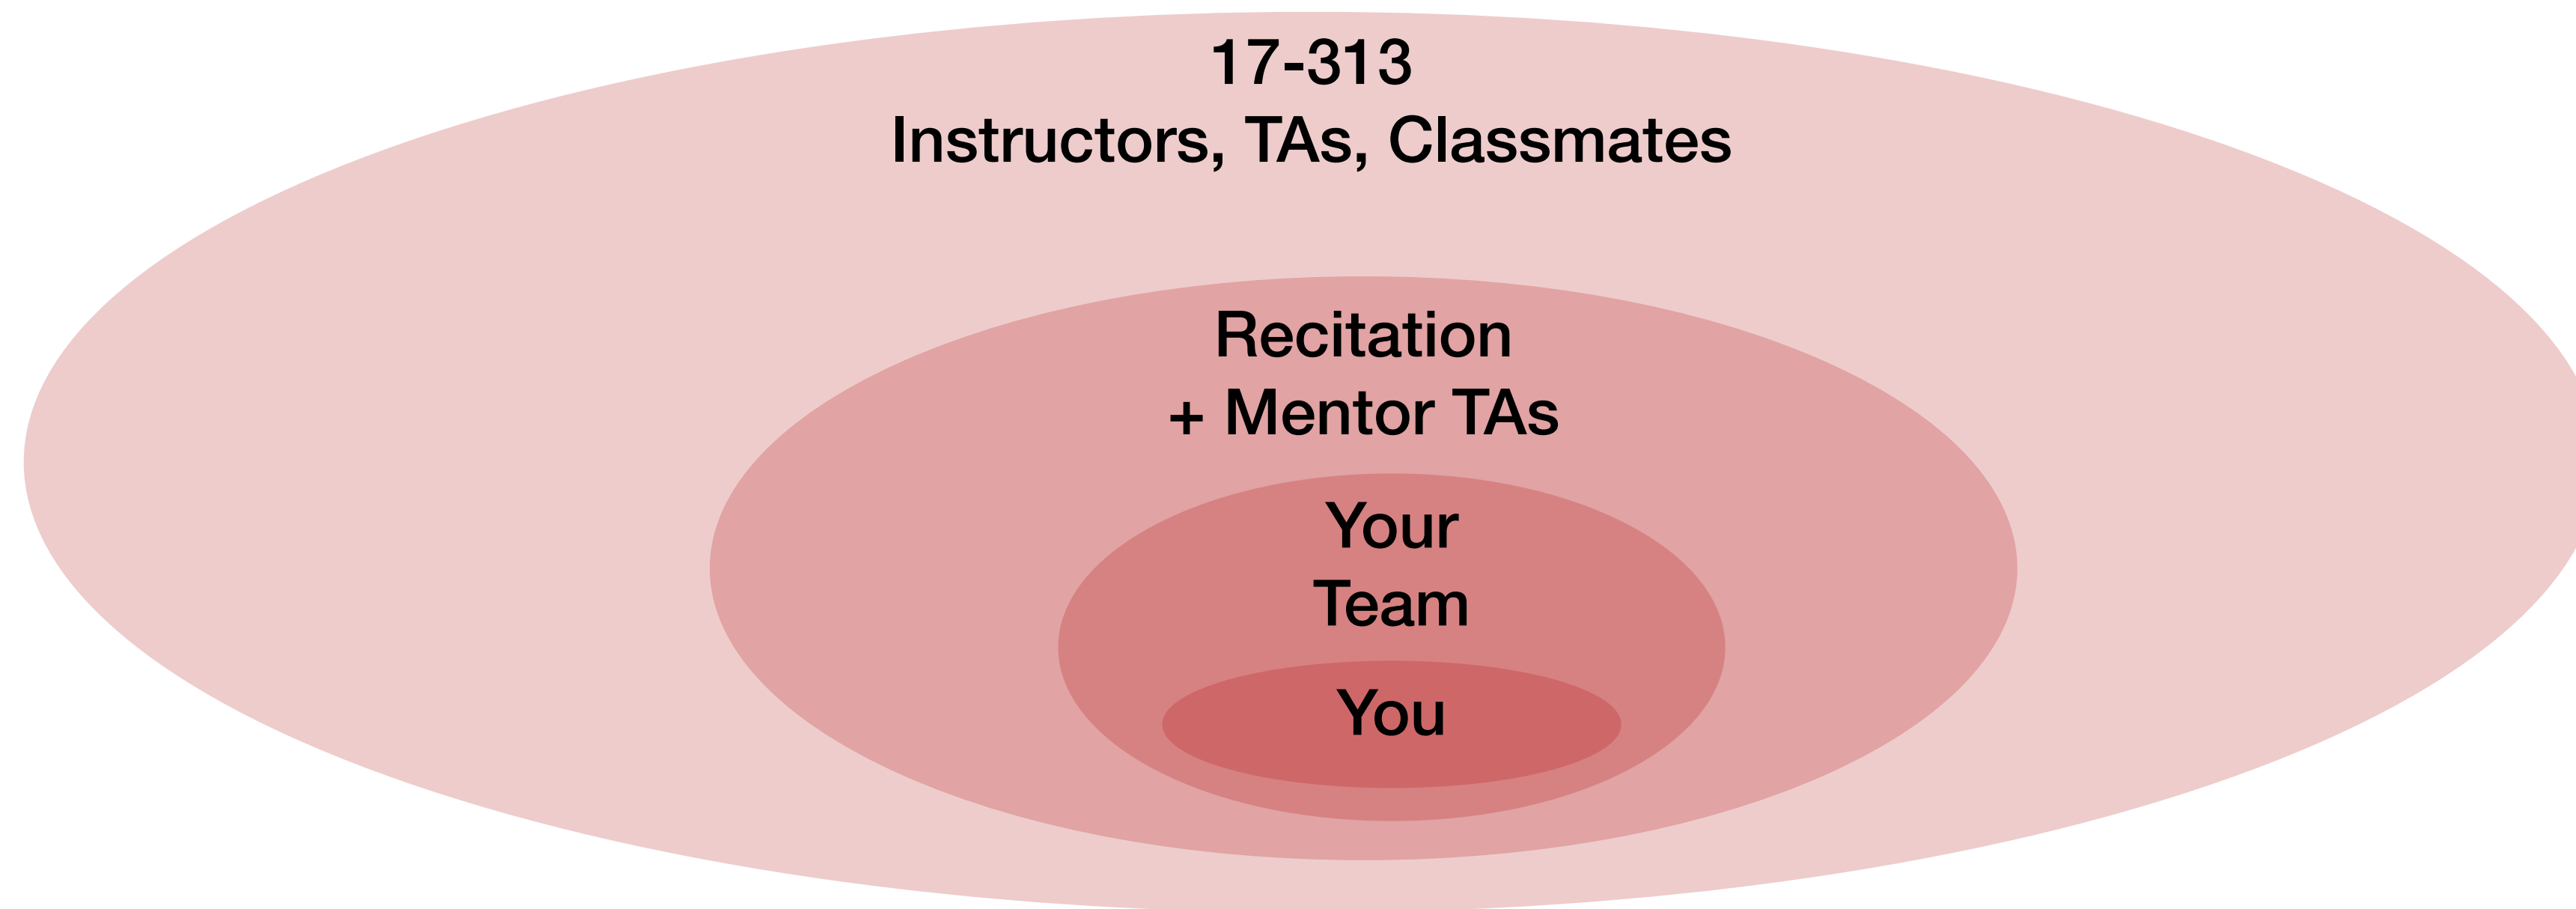 17-313
Instructors, TAs, Classmates
Recitation
+ Mentor TAs
Your
Team
You